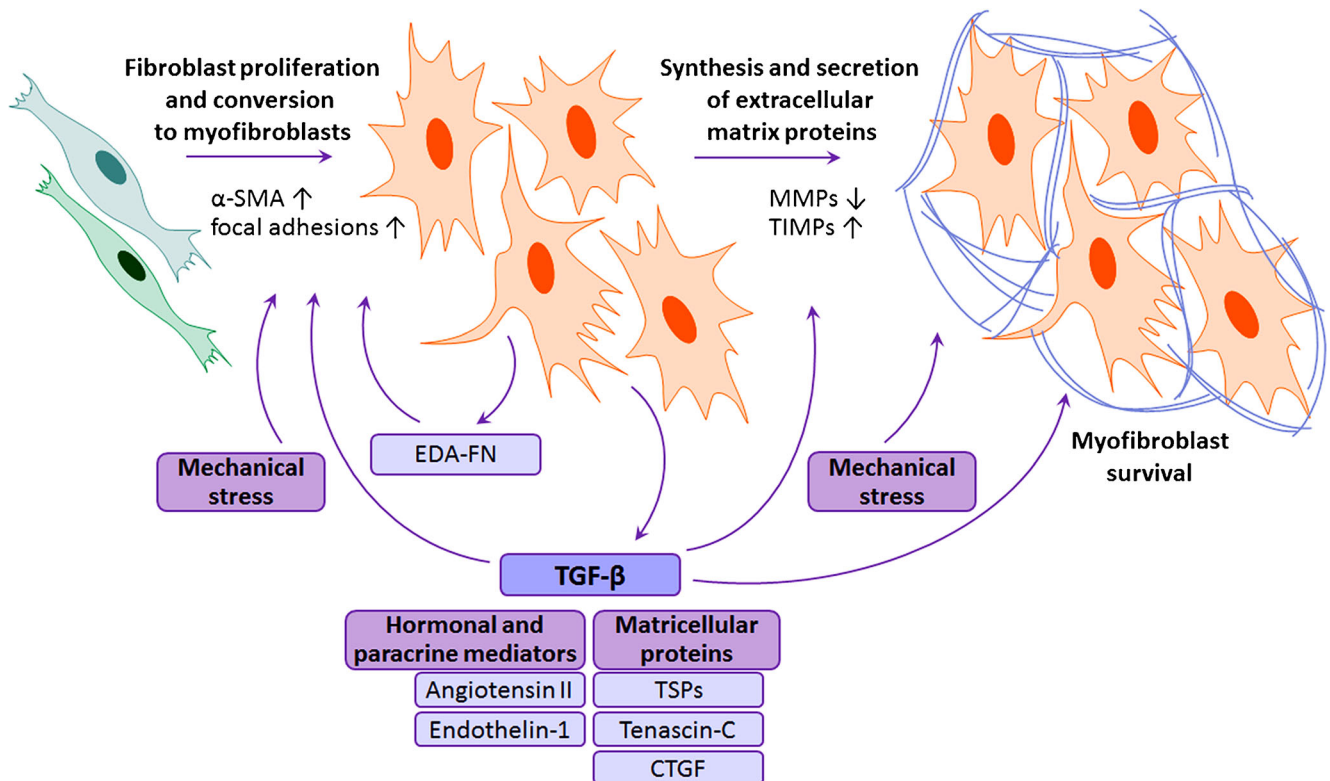 Fibroblast proliferation
and conversion
to myofibroblasts
α-SMA ↑
focal adhesions ↑
Synthesis and secretion
of extracellular
matrix proteins
MMPs ↓
TIMPs ↑
EDA-FN
Mechanical
stress
Mechanical
stress
Myofibroblast
survival
TGF-β
Hormonal and
paracrine mediators
Angiotensin II
Endothelin-1
Matricellular
proteins
TSPs
Tenascin-C
CTGF